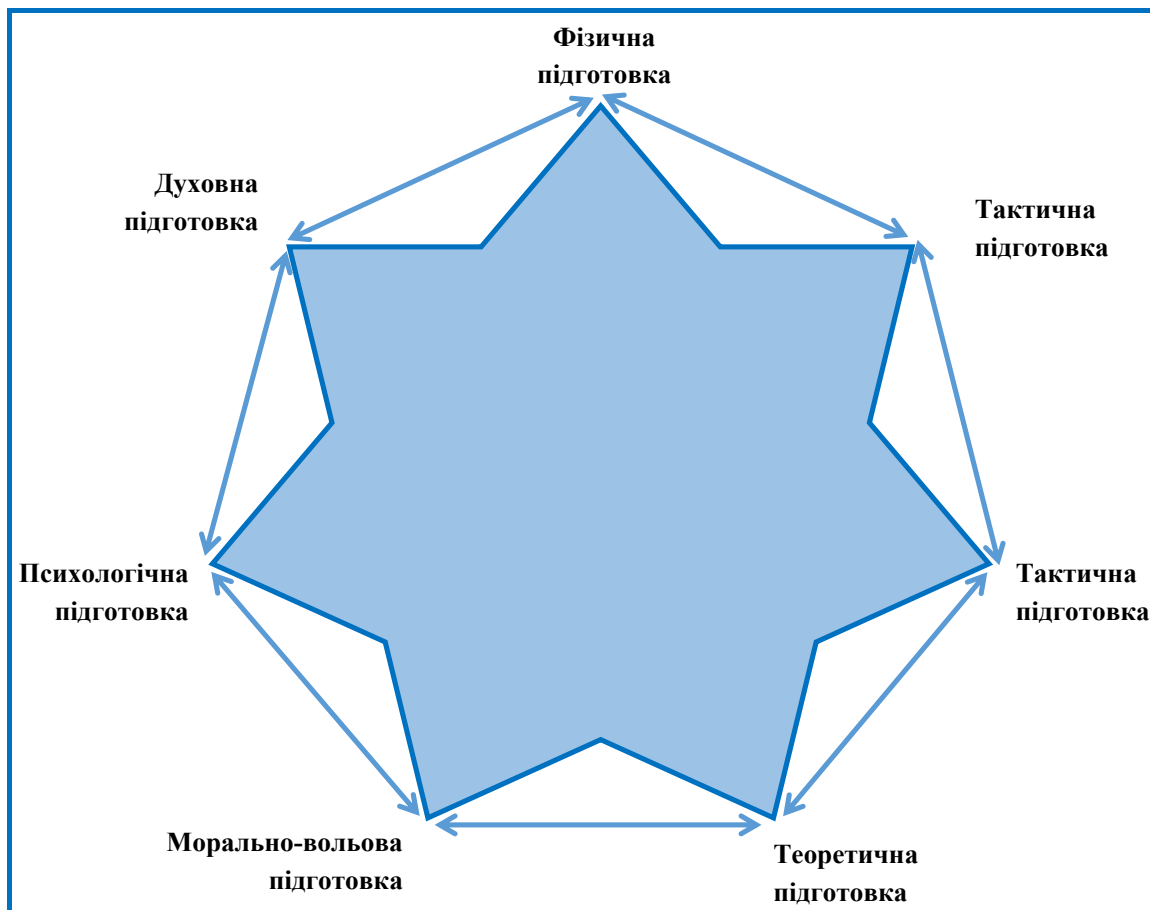 Фізична
підготовка
Духовна
підготовка
Тактична
підготовка
Психологічна
підготовка
Тактична
підготовка
Морально-вольова
підготовка
Теоретична
підготовка